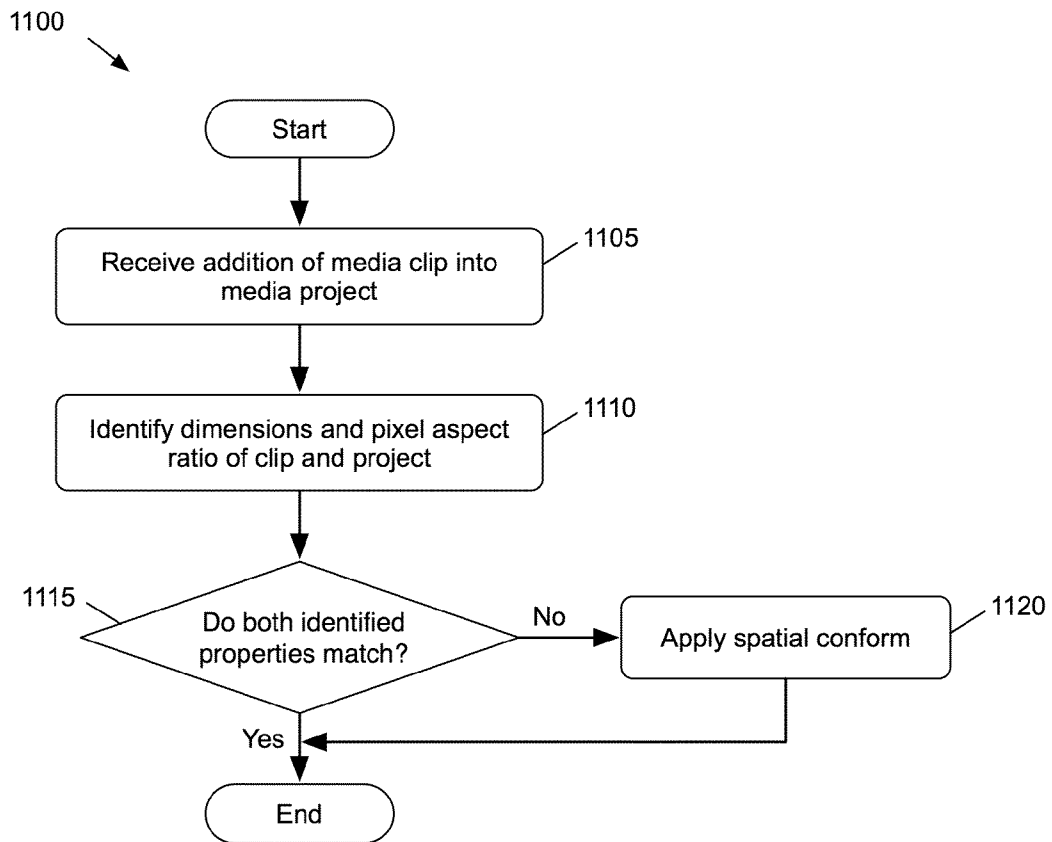 1100
Start
1105
Receive addition of media clip into
media project
1110
Identify dimensions and pixel aspect
ratio of clip and project
1115
Do both identified
properties match?
No
1120
Apply spatial conform
Yes
End